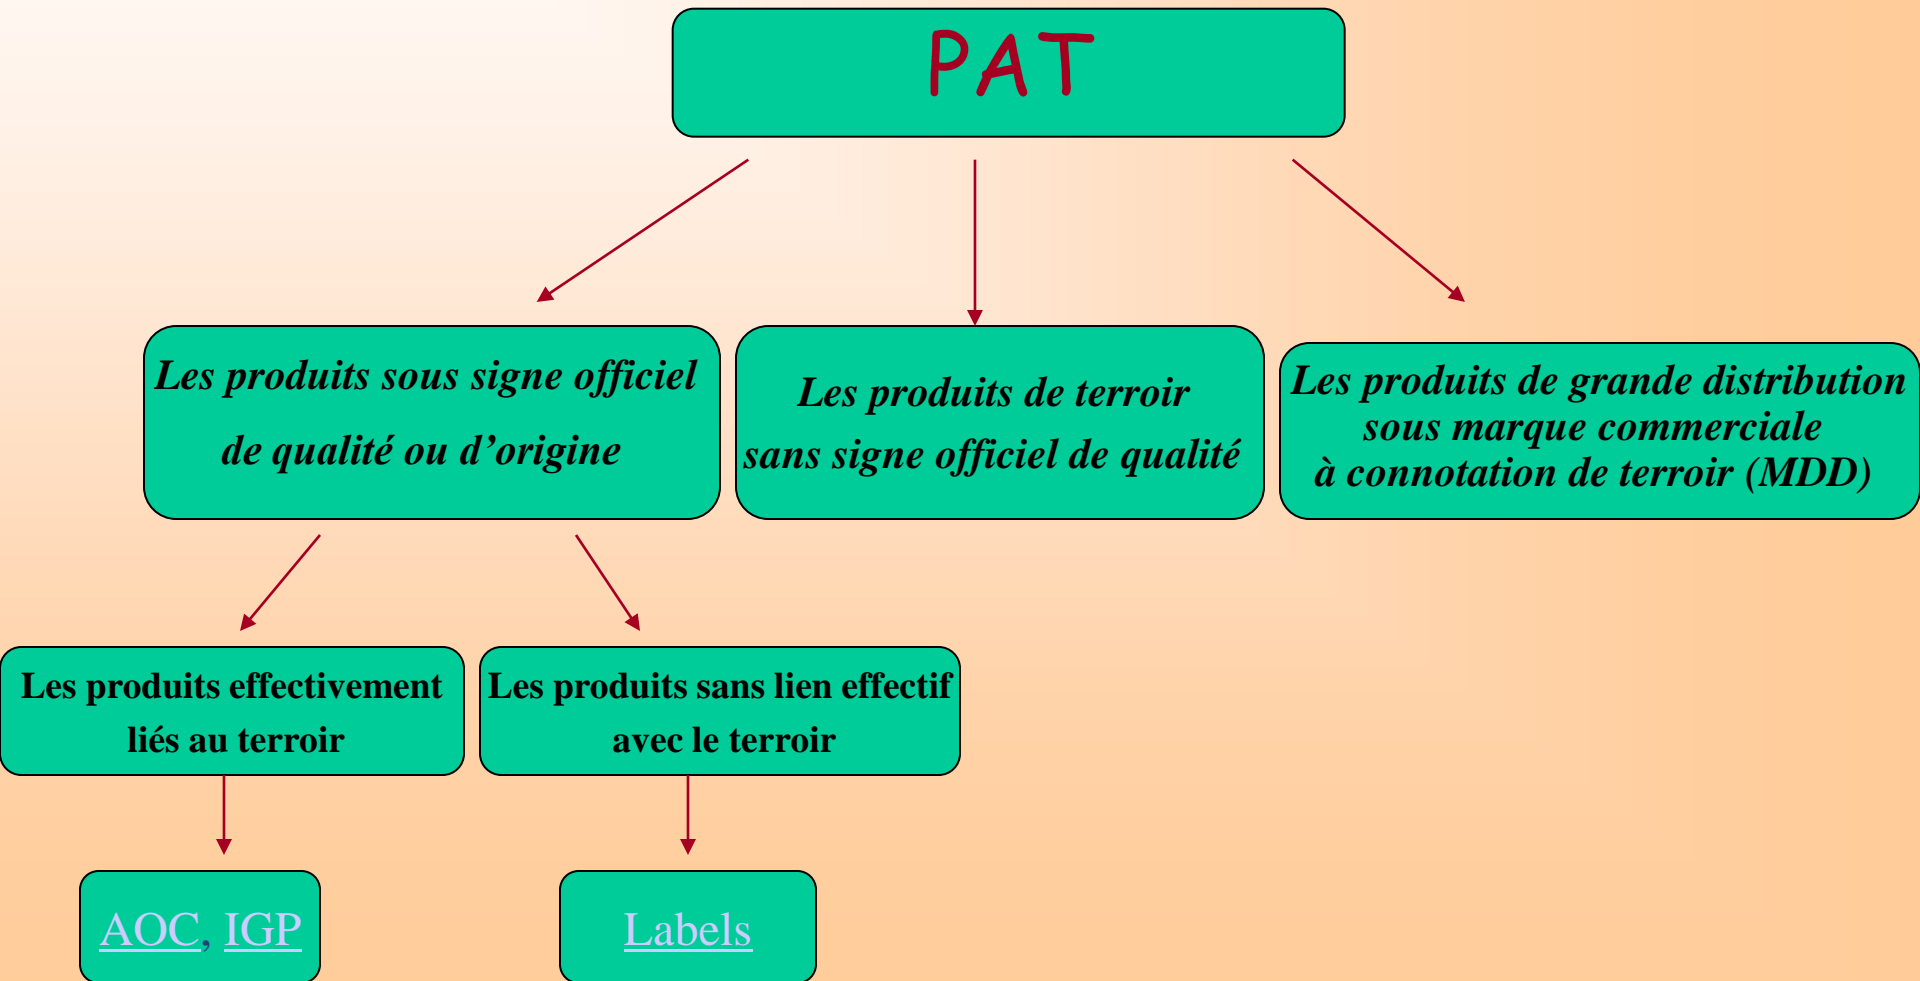 PAT
Les produits sous signe officiel
de qualité ou d’origine
Les produits de terroir
sans signe officiel de qualité
Les produits de grande distribution
sous marque commerciale
à connotation de terroir (MDD)
Les produits effectivement
liés au terroir
Les produits sans lien effectif
avec le terroir
AOC, IGP
Labels